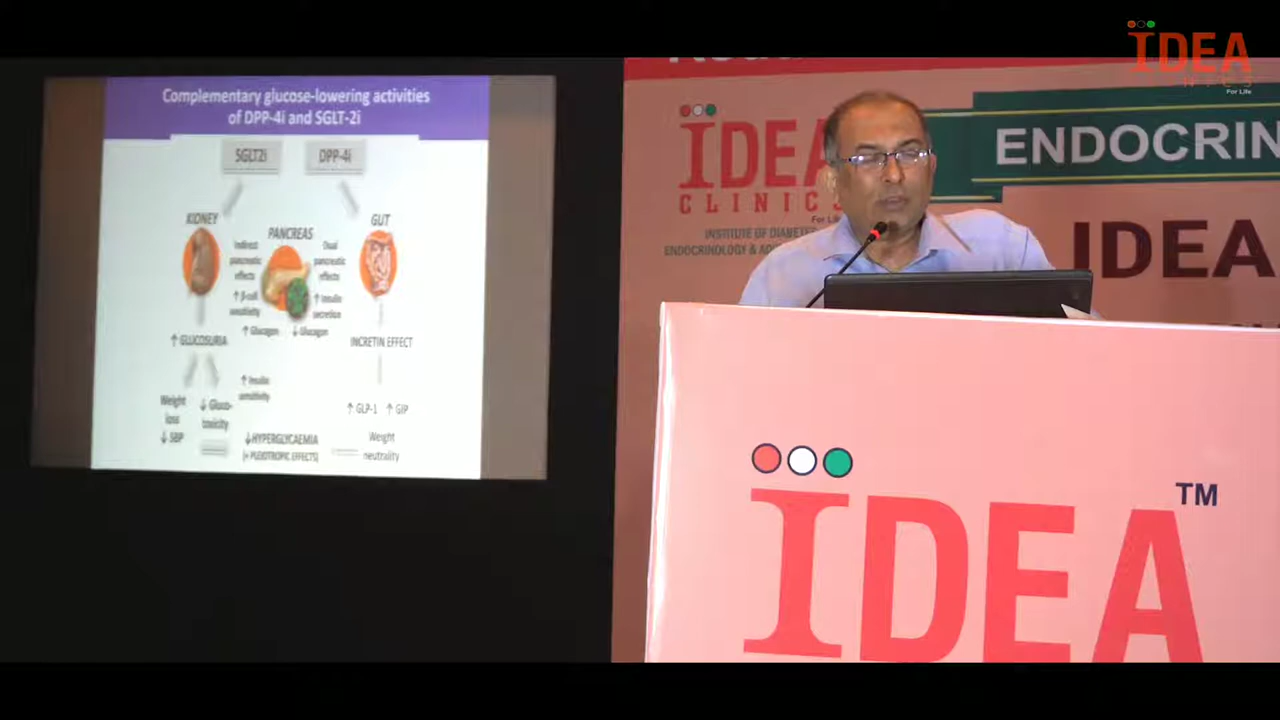 Complementary glucose-lowering activities
of DPP-4i and SGLT-2i
SGLT2i
DPP-4i
KIDNEY
PANCREAS
GUT
Indirect
pancreatic
effects
↑ β-cell
sensitivity
↑ Glucagon
Dual
pancreatic
effects
↑ Insulin
secretion
↓ Glucagon
↑ GLUCOSURIA
INCRETIN EFFECT
Weight
loss
↓ SBP
↓ Gluco-
toxicity
↑ Insulin
sensitivity
↑ GLP-1 ↑ GIP
↓HYPERGLYCAEMIA
(+ PLEIOTROPIC EFFECTS)
Weight
neutrality
IDEA
CLINICS
For Life
INSTITUTE OF DIABETES
ENDOCRINOLOGY & AD
ENDOCRIN
IDEA
IDEA
For Life
IDEA
TM